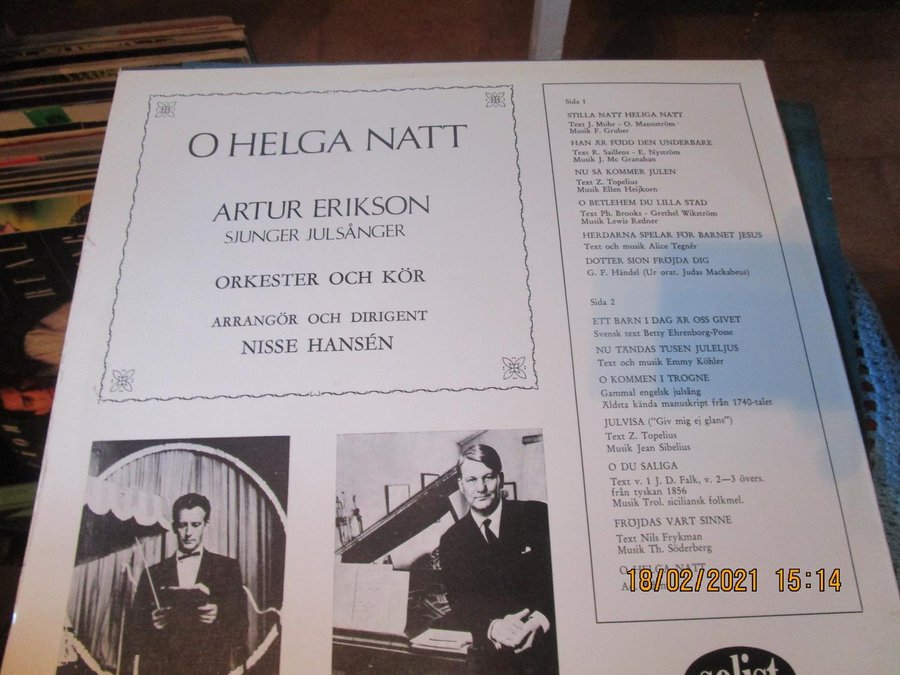 O HELGA NATT
ARTUR ERIKSON
SJUNGER JULSÅNGER
ORKESTER OCH KÖR
ARRANGÖR OCH DIRIGENT
NISSE HANSÉN
Sida 1
STILLA NATT HELIGA NATT
Text J. Mohr - O. Mannström
Musik F. Gruber
HAN ÄR FÖDD DEN UNDERBARE
Text R. Saillens - E. Nyström
Musik J. Mc Granahan
NU SÅ KOMMER JULEN
Text Z. Topelius
Musik Ellen Heijkorn
O BETLEHEM DU LILLA STAD
Text Ph. Brooks - Grethel Wikström
Musik Lewis Redner
HERDARNA SPELAR FÖR BARNET JESUS
Text och musik Alice Tegnér
DOTTER SION FRÖJDA DIG
G. F. Händel (Ur orat. Judas Mackabeus)
Sida 2
ETT BARN I DAG ÄR OSS GIVET
Svensk text Betty Ehrenborg-Posse
NU TÄNDAS TUSEN JULELJUS
Text och musik Emmy Köhler
O KOMMEN I TROGNE
Gammal engelsk julsång
Äldsta kända manuskript från 1740-talet
JULVISA ("Giv mig ej glans")
Text Z. Topelius
Musik Jean Sibelius
O DU SALIGA
Text v. 1 J. D. Falk, v. 2—3 övers.
från tyskan 1856
Musik Trol. siciliansk folkmel.
FRÖJDAS VART SINNE
Text Nils Frykman
Musik Th. Söderberg
O HELGA NATT
18/02/2021 15:14
solist